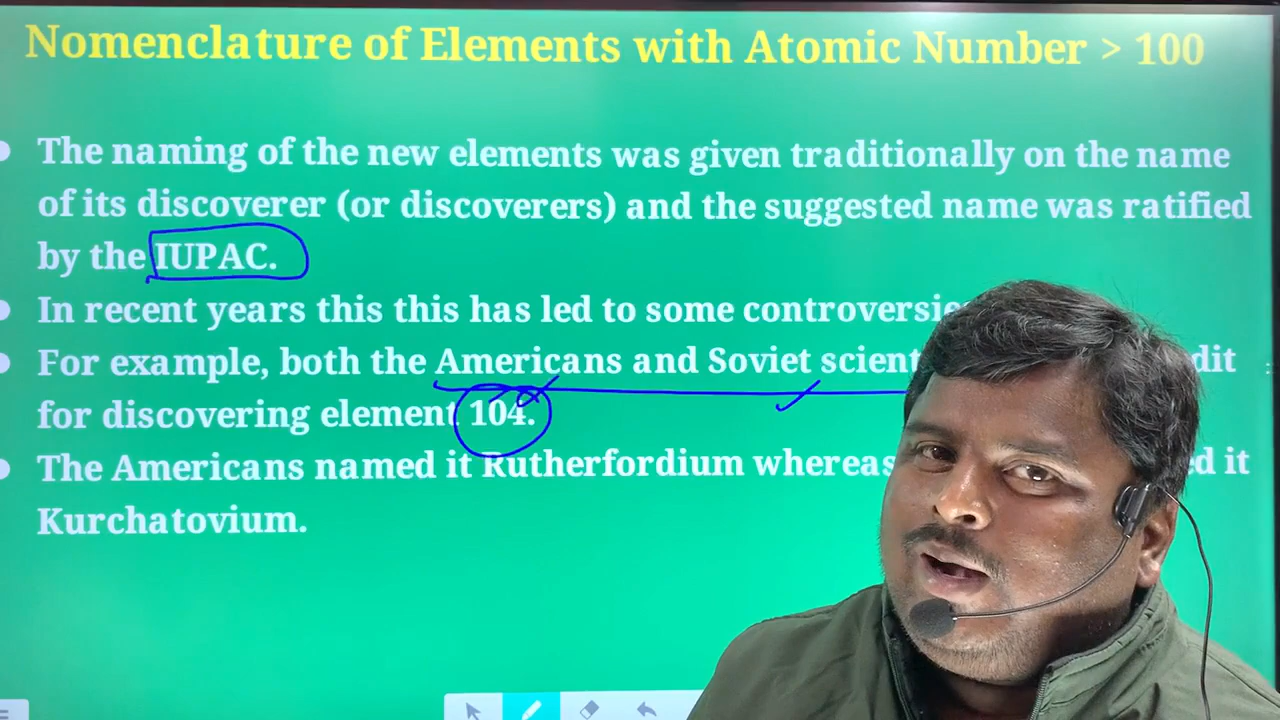 Nomenclature of Elements with Atomic Number > 100
The naming of the new elements was given traditionally on the name
of its discoverer (or discoverers) and the suggested name was ratified
by the IUPAC.
In recent years this this has led to some
For example, both the Americans and Soviet
for discovering element 104.
The Americans named it Rutherfordium whereas it
Kurchatovium.